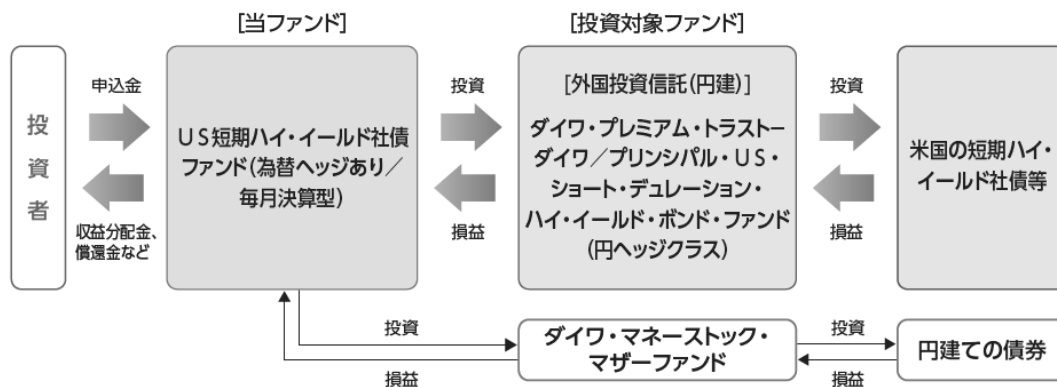 [当ファンド]
[投資対象ファンド]
投資者
申込金
収益分配金、
償還金など
US短期ハイ・イールド社債
ファンド(為替ヘッジあり/
毎月決算型)
投資
損益
[外国投資信託(円建)]
ダイワ・プレミアム・トラスト−
ダイワ/プリンシパル・US・
ショート・デュレーション・
ハイ・イールド・ボンド・ファンド
(円ヘッジクラス)
投資
損益
米国の短期ハイ・
イールド社債等
投資
損益
ダイワ・マネーストック・
マザーファンド
投資
損益
円建ての債券